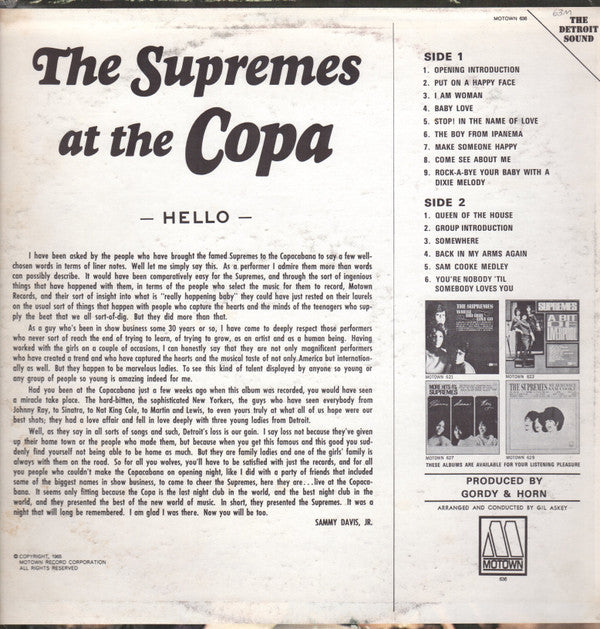 MOTOWN 636
63M
THE
DETROIT
SOUND
The Supremes
at the Copa
– HELLO –
I have been asked by the people who have brought the famed Supremes to the Copacabana to say a few well-
chosen words in terms of liner notes. Well let me simply say this. As a performer I admire them more than words
can possibly describe. It would have been comparatively easy for the Supremes, and through the sort of ingenious
things that have happened with them, in terms of the people who select the music for them to record, Motown
Records, and their sort of insight into what is "really happening baby" they could have just rested on their laurels
on the usual sort of things that happen with people who capture the hearts and the minds of the teenagers who sup-
ply the beat that we all sort-of-dig. But they did more than that.
As a guy who's been in show business some 30 years or so, I have come to deeply respect those performers
who never sort of reach the end of trying to learn, of trying to grow, as an artist and as a human being. Having
worked with the girls on a couple of occasions, I can honestly say that they are not only magnificent performers
who have created a trend and who have captured the hearts and the musical taste of not only America but internation-
ally as well. But they happen to be marvelous ladies. To see this kind of talent displayed by anyone so young or
any group of people so young is amazing indeed for me.
Had you been at the Copacabana just a few weeks ago when this album was recorded, you would have seen
a miracle take place. The hard-bitten, the sophisticated New Yorkers, the guys who have seen everybody from
Johnny Ray, to Sinatra, to Nat King Cole, to Martin and Lewis, to even yours truly at what all of us hope were our
best shots; they had a love affair and fell in love deeply with three young ladies from Detroit.
Well, as they say in all sorts of songs and such, Detroit's loss is our gain. I say loss not because they've given
up their home town or the people who made them, but because when you get this famous and this good you sud-
denly find yourself not being able to be home as much. But they are family ladies and one of the girls' family is
always with them on the road. So for all you wolves, you'll have to be satisfied with just the records, and for all
you people who couldn't make the Copacabana on opening night, like I did with a party of friends that included
some of the biggest names in show business, to come to cheer the Supremes, here they are...live at the Copaca-
bana. It seems only fitting because the Copa is the last night club in the world, and the best night club in the
world, and they presented the best of the new world of music. In short, they presented the Supremes. It was a
night that will long be remembered. I am glad I was there. Now you will be too.
SAMMY DAVIS, JR.
© COPYRIGHT, 1965
MOTOWN RECORD CORPORATION
ALL RIGHTS RESERVED
SIDE 1
1. OPENING INTRODUCTION
2. PUT ON A HAPPY FACE
3. I AM WOMAN
4. BABY LOVE
5. STOP! IN THE NAME OF LOVE
6. THE BOY FROM IPANEMA
7. MAKE SOMEONE HAPPY
8. COME SEE ABOUT ME
9. ROCK-A-BYE YOUR BABY WITH A
DIXIE MELODY
SIDE 2
1. QUEEN OF THE HOUSE
2. GROUP INTRODUCTION
3. SOMEWHERE
4. BACK IN MY ARMS AGAIN
5. SAM COOKE MEDLEY
6. YOU'RE NOBODY 'TIL
SOMEBODY LOVES YOU
THE SUPREMES
WHERE
DID OUR
LOVE GO
MOTOWN 621
SUPREMES
A BIT
MOTOWN 623
MORE HITS by
SUPREMES
MOTOWN 627
THE SUPREMES
MOTOWN 629
THESE ALBUMS ARE AVAILABLE FOR YOUR LISTENING PLEASURE
PRODUCED BY
GORDY & HORN
ARRANGED AND CONDUCTED BY GIL ASKEY
M
MOTOWN
636